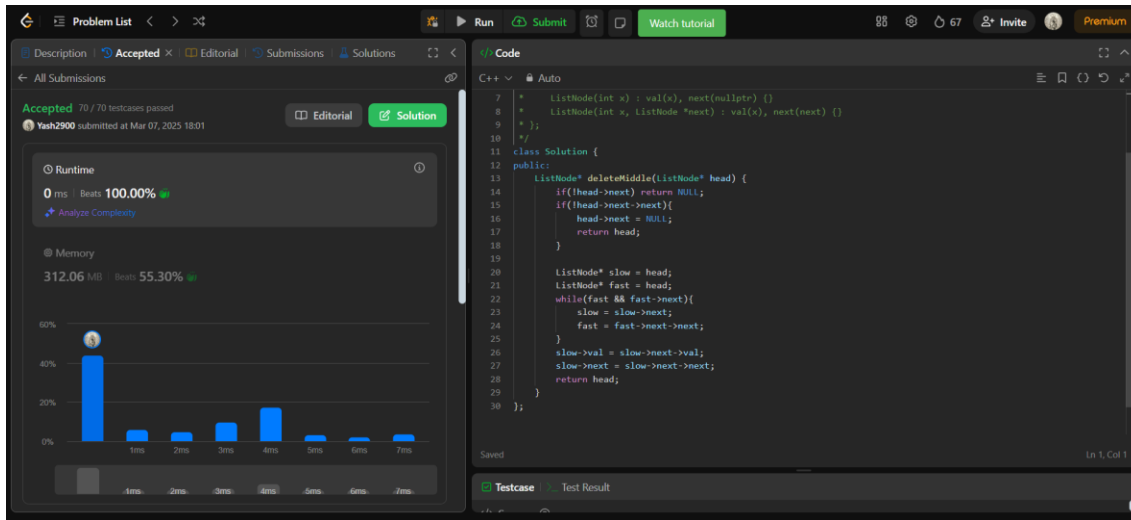 Problem List
Run
Submit
Watch tutorial
67
Invite
Premium
Description
Accepted
Editorial
Submissions
Solutions
All Submissions
Accepted 70 / 70 testcases passed
Yash2900 submitted at Mar 07, 2025 18:01
Editorial
Solution
Runtime
0 ms | Beats 100.00%
Analyze Complexity
Memory
312.06 MB | Beats 55.30%
60%
40%
20%
0%
1ms 2ms 3ms 4ms 5ms 6ms 7ms
1ms 2ms 3ms 4ms 5ms 6ms 7ms
</> Code
C++ Auto
7 * ListNode(int x) : val(x), next(nullptr) {}
8 * ListNode(int x, ListNode *next) : val(x), next(next) {}
9 * };
10 */
11 class Solution {
12 public:
13 ListNode* deleteMiddle(ListNode* head) {
14 if(!head->next) return NULL;
15 if(!head->next->next){
16 head->next = NULL;
17 return head;
18 }
19
20 ListNode* slow = head;
21 ListNode* fast = head;
22 while(fast && fast->next){
23 slow = slow->next;
24 fast = fast->next->next;
25 }
26 slow->val = slow->next->val;
27 slow->next = slow->next->next;
28 return head;
29 }
30 };
Saved
Ln 1, Col 1
Testcase
>_ Test Result